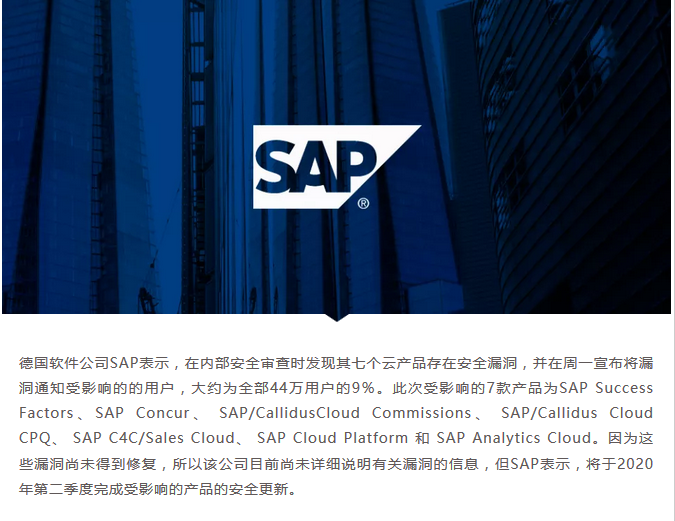 SAP
®
德国软件公司SAP表示，在内部安全审查时发现其七个云产品存在安全漏洞，并在周一宣布将漏
洞通知受影响的的用户，大约为全部44万用户的9%。此次受影响的7款产品为SAP Success
Factors、SAP Concur、 SAP/CallidusCloud Commissions、 SAP/Callidus Cloud
CPQ、 SAP C4C/Sales Cloud、 SAP Cloud Platform 和 SAP Analytics Cloud。因为这
些漏洞尚未得到修复，所以该公司目前尚未详细说明有关漏洞的信息，但SAP表示，将于2020
年第二季度完成受影响的产品的安全更新。